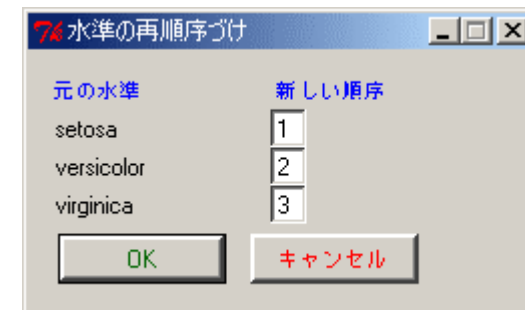 水準の再順序づけ
元の水準 新しい順序
setosa 1
versicolor 2
virginica 3
OK キャンセル